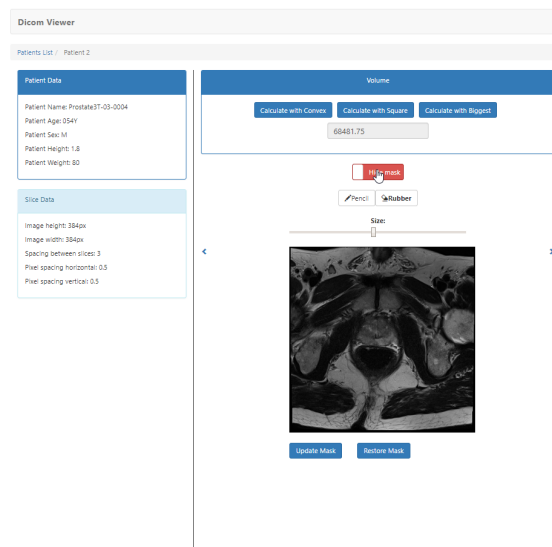 Dicom Viewer
Patients List / Patient 2
Patient Data
Patient Name: Prostate3T-03-0004
Patient Age: 054Y
Patient Sex: M
Patient Height: 1.8
Patient Weight: 80
Slice Data
Image height: 384px
Image width: 384px
Spacing between slices: 3
Pixel spacing horizontal: 0.5
Pixel spacing vertical: 0.5
Volume
Calculate with Convex Calculate with Square Calculate with Biggest
68481.75
Hide mask
Pencil Rubber
Size:
Update Mask Restore Mask